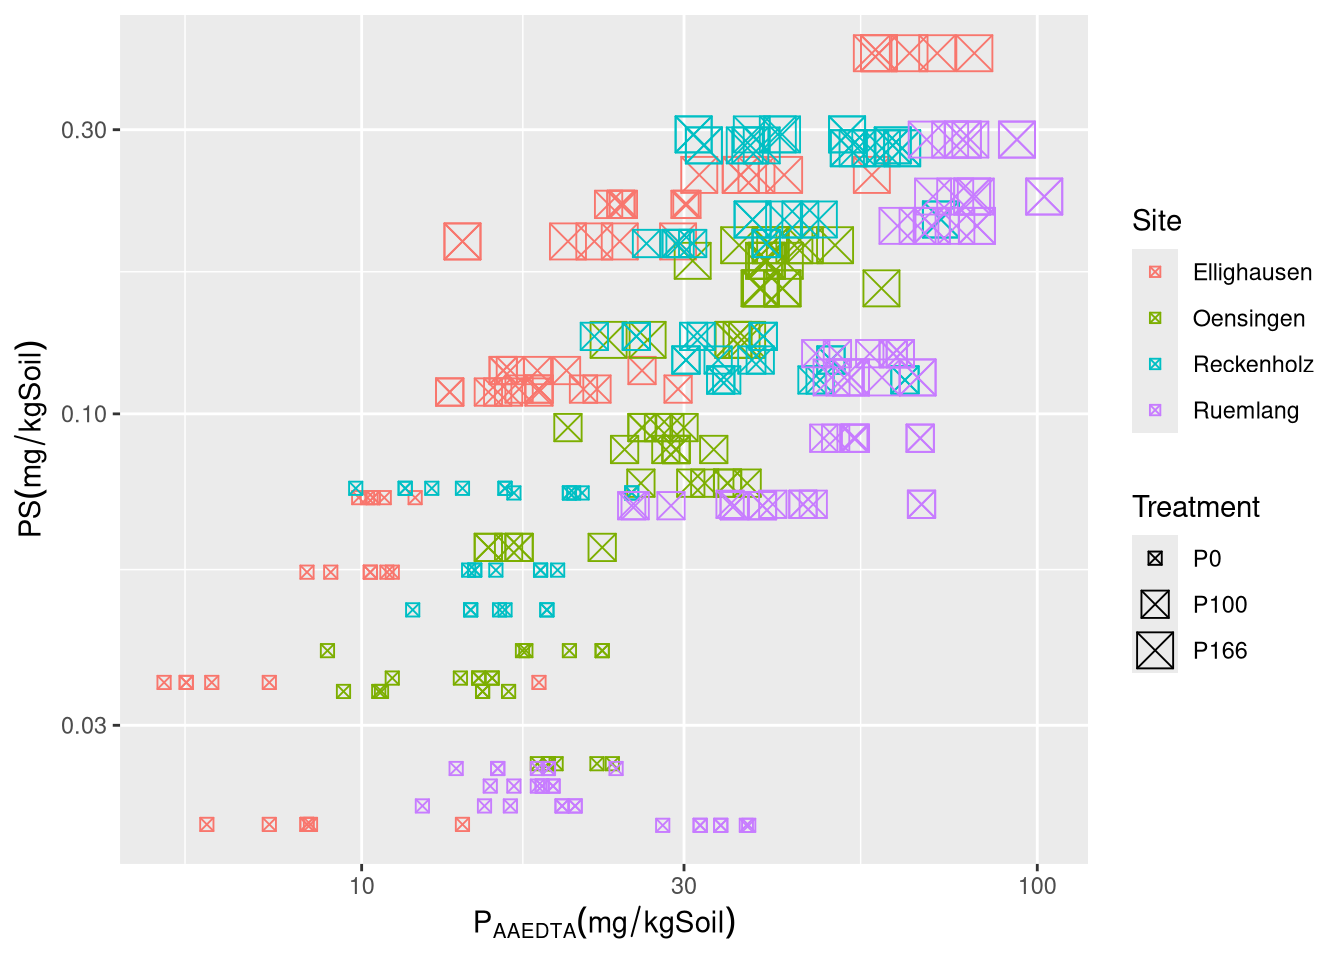 0.30
0.10
0.03
10
30
100
PS(mg/kgSoil)
PAAEDTA(mg/kgSoil)
Site
Ellighausen
Oensingen
Reckenholz
Ruemlang
Treatment
P0
P100
P166